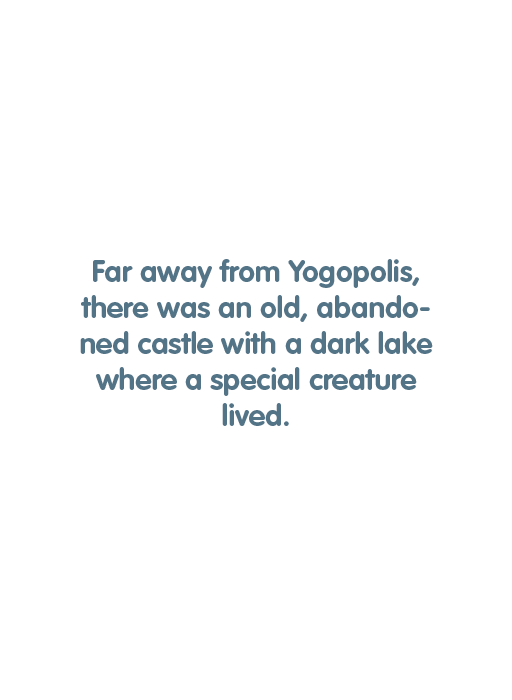 Far away from Yogopolis,
there was an old, abando-
ned castle with a dark lake
where a special creature
lived.